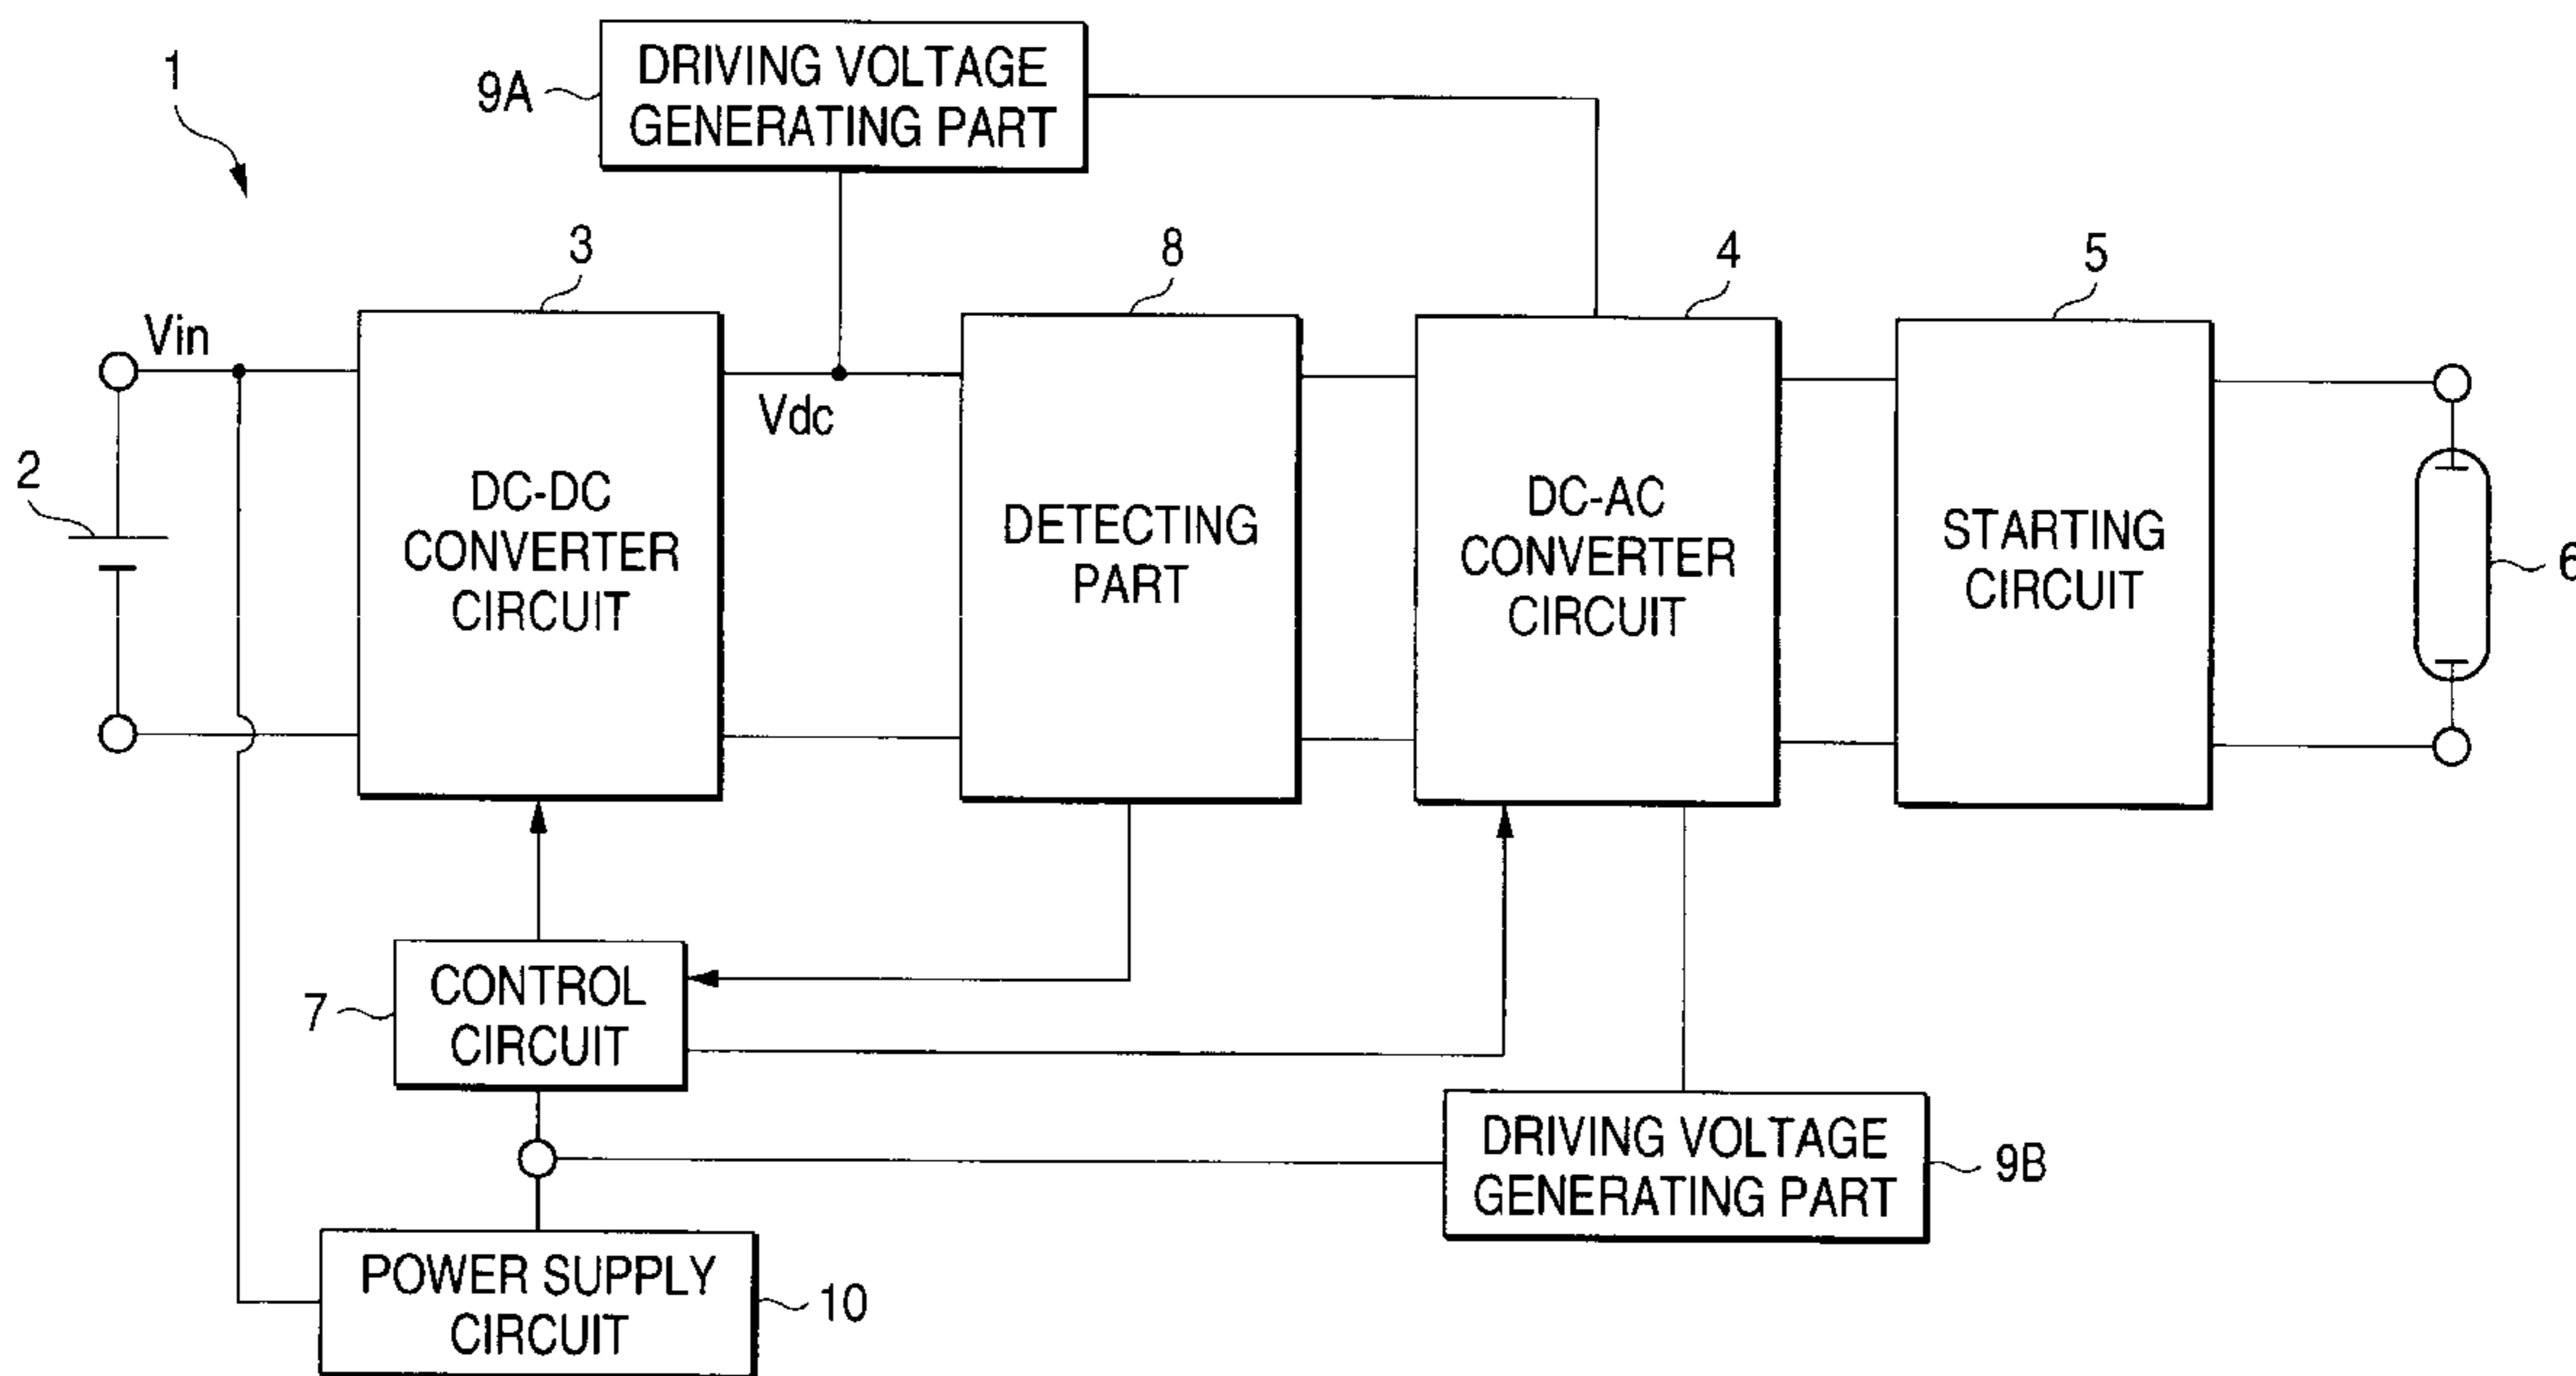 1
9A
DRIVING VOLTAGE
GENERATING PART
3
8
4
5
Vin
Vdc
2
DC-DC
CONVERTER
CIRCUIT
DETECTING
PART
DC-AC
CONVERTER
CIRCUIT
STARTING
CIRCUIT
6
7
CONTROL
CIRCUIT
DRIVING VOLTAGE
GENERATING PART
9B
POWER SUPPLY
CIRCUIT
10